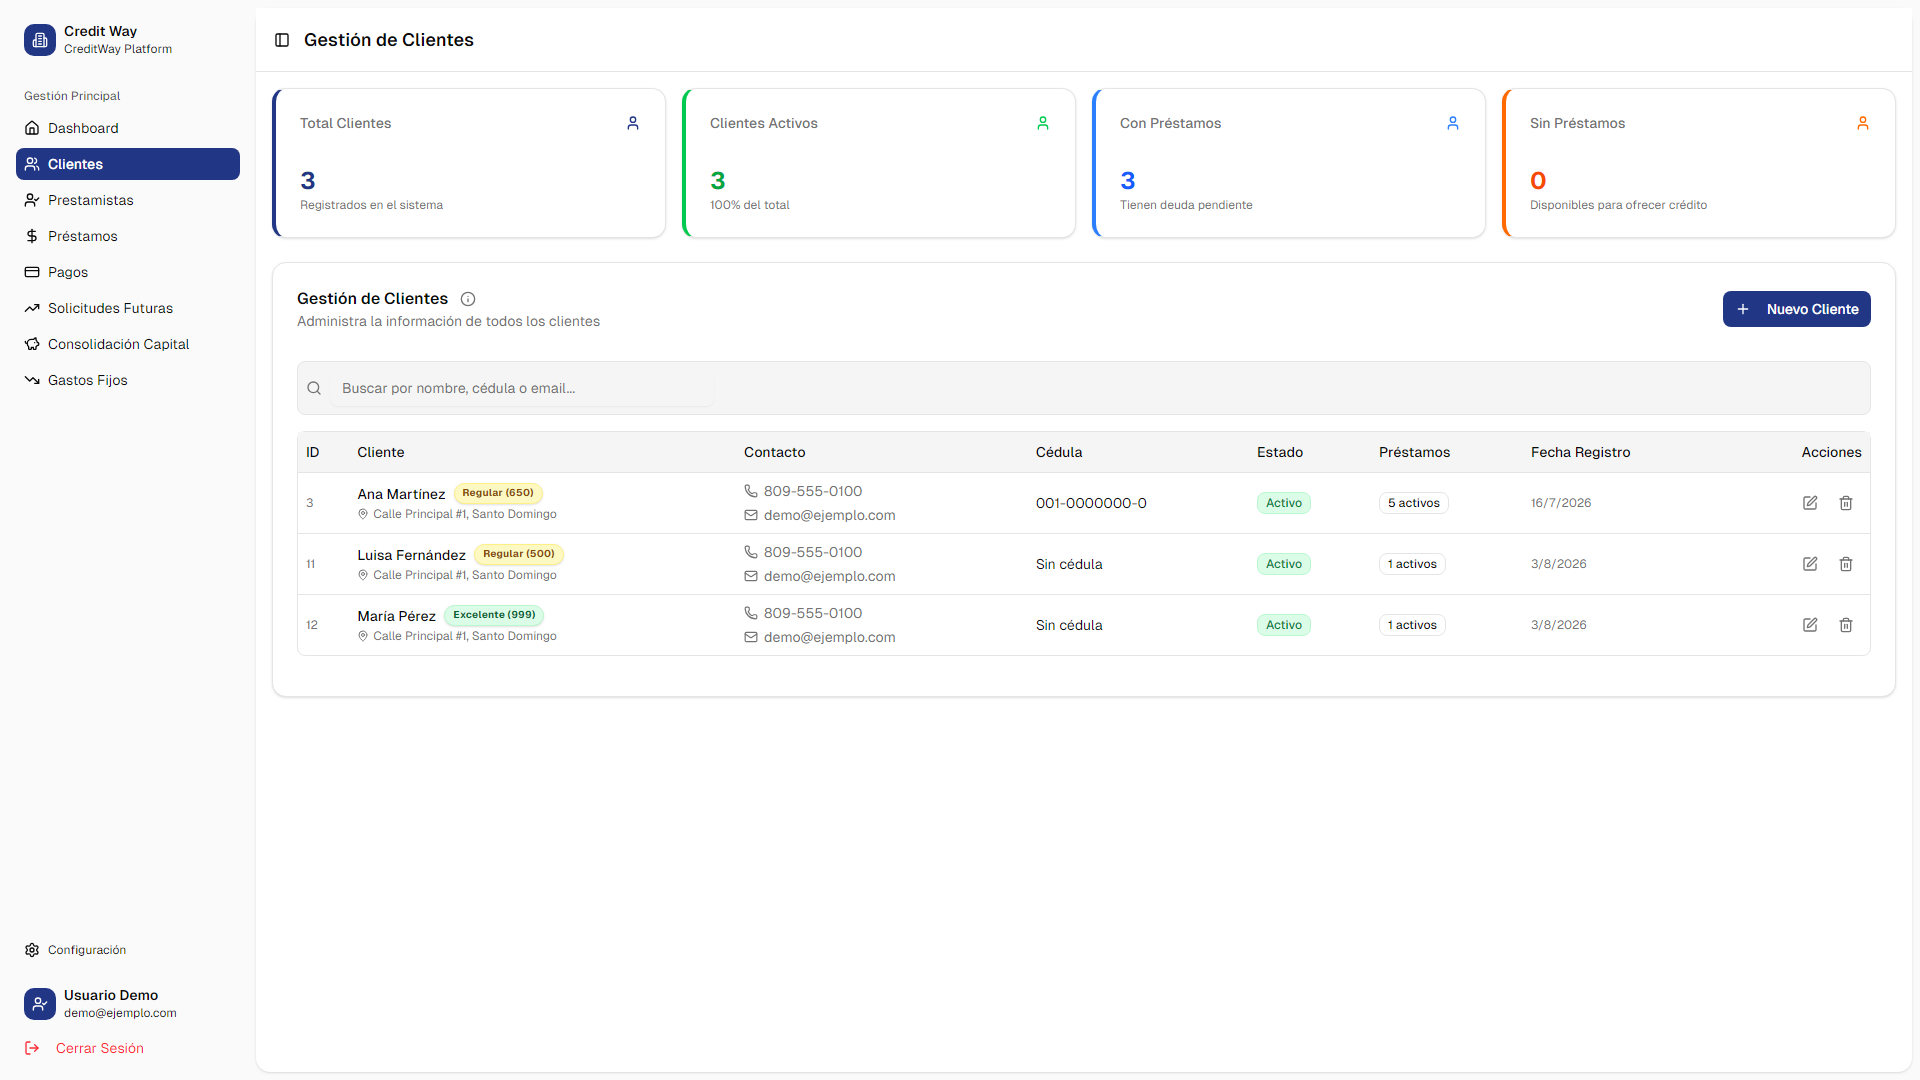 Credit Way
CreditWay Platform
Gestión Principal
Dashboard
Clientes
Prestamistas
Préstamos
Pagos
Solicitudes Futuras
Consolidación Capital
Gastos Fijos
Configuración
Usuario Demo
demo@ejemplo.com
Cerrar Sesión
Gestión de Clientes
Total Clientes
3
Registrados en el sistema
Clientes Activos
3
100% del total
Con Préstamos
3
Tienen deuda pendiente
Sin Préstamos
0
Disponibles para ofrecer crédito
Gestión de Clientes
Administra la información de todos los clientes
Nuevo Cliente
Buscar por nombre, cédula o email...
ID Cliente Contacto Cédula Estado Préstamos Fecha Registro Acciones
3 Ana Martínez Regular (650) 809-555-0100 001-0000000-0 Activo 5 activos 16/7/2026
Calle Principal #1, Santo Domingo demo@ejemplo.com
11 Luisa Fernández Regular (500) 809-555-0100 Sin cédula Activo 1 activos 3/8/2026
Calle Principal #1, Santo Domingo demo@ejemplo.com
12 María Pérez Excelente (999) 809-555-0100 Sin cédula Activo 1 activos 3/8/2026
Calle Principal #1, Santo Domingo demo@ejemplo.com